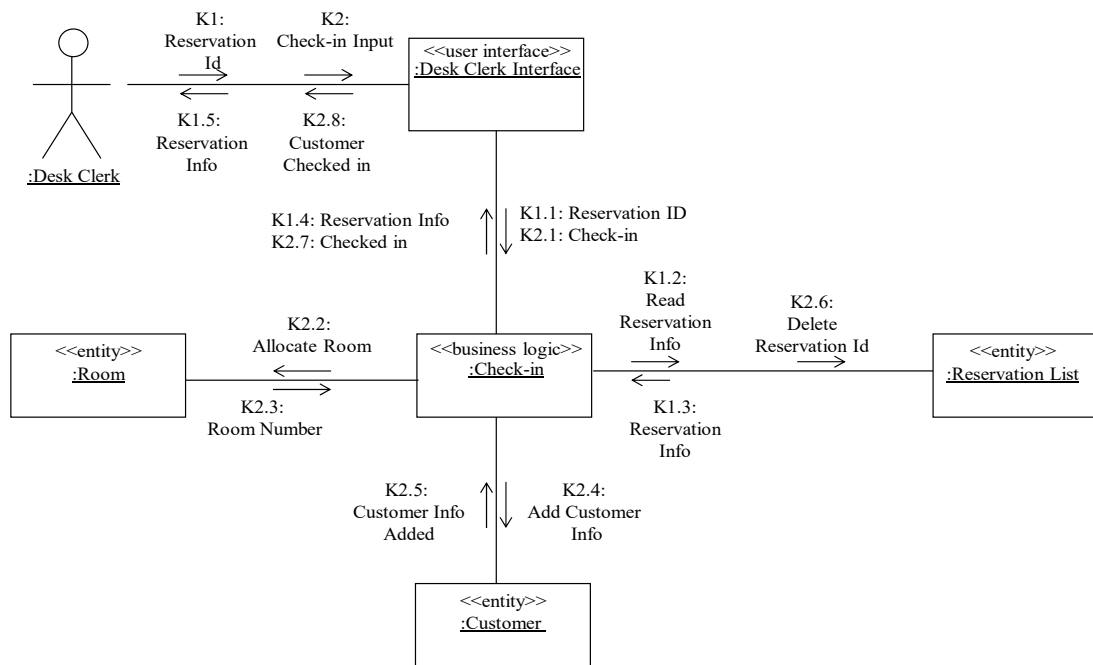 K1:
Reservation
Id
K2:
Check-in Input
<<user interface>>
:Desk Clerk Interface
K1.5:
Reservation
Info
K2.8:
Customer
Checked in
:Desk Clerk
K1.4: Reservation Info
K2.7: Checked in
K1.1: Reservation ID
K2.1: Check-in
K1.2:
Read
Reservation
Info
K2.6:
Delete
Reservation Id
K2.2:
Allocate Room
<<entity>>
:Room
<<business logic>
:Check-in
<<entity>>
:Reservation List
K2.3:
Room Number
K1.3:
Reservation
Info
K2.5:
Customer Info
Added
K2.4:
Add Customer
Info
<<entity>>
:Customer